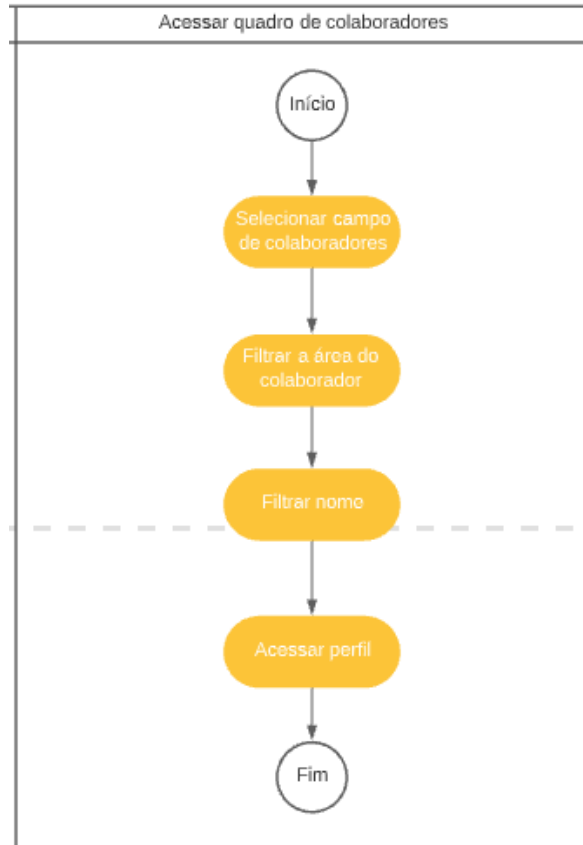 Acessar quadro de colaboradores
Início
Selecionar campo
de colaboradores
Filtrar a área do
colaborador
Filtrar nome
Acessar perfil
Fim